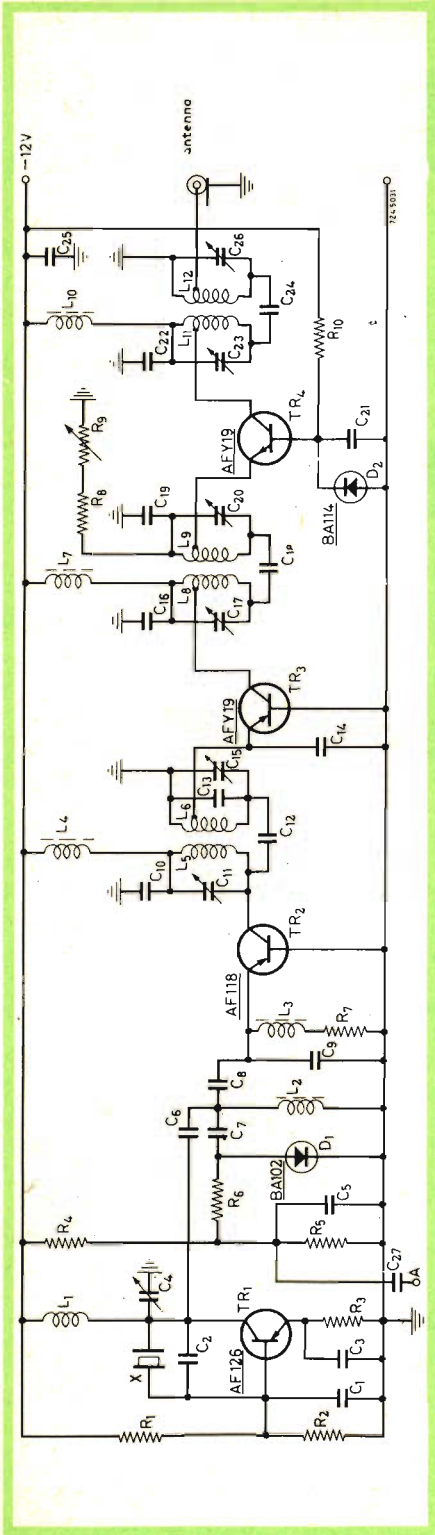 R1
X
L1
C4
C2
TR1
AF126
R2
C1
C3
R3
R4
C6
R6
C7
C8
BA102
D1
L2
R5
C5
C27
A
C9
L3
R7
AF118
TR2
L4
C10
C11
L5
L6
C13
C15
C12
AFY19
TR3
C14
L7
C16
C17
L8
L9
C19
C20
C18
R8
R9
AFY19
TR4
BA114
D2
C21
R10
L10
C22
C23
L11
L12
C26
C24
C25
-12V
antenna
7Z45031